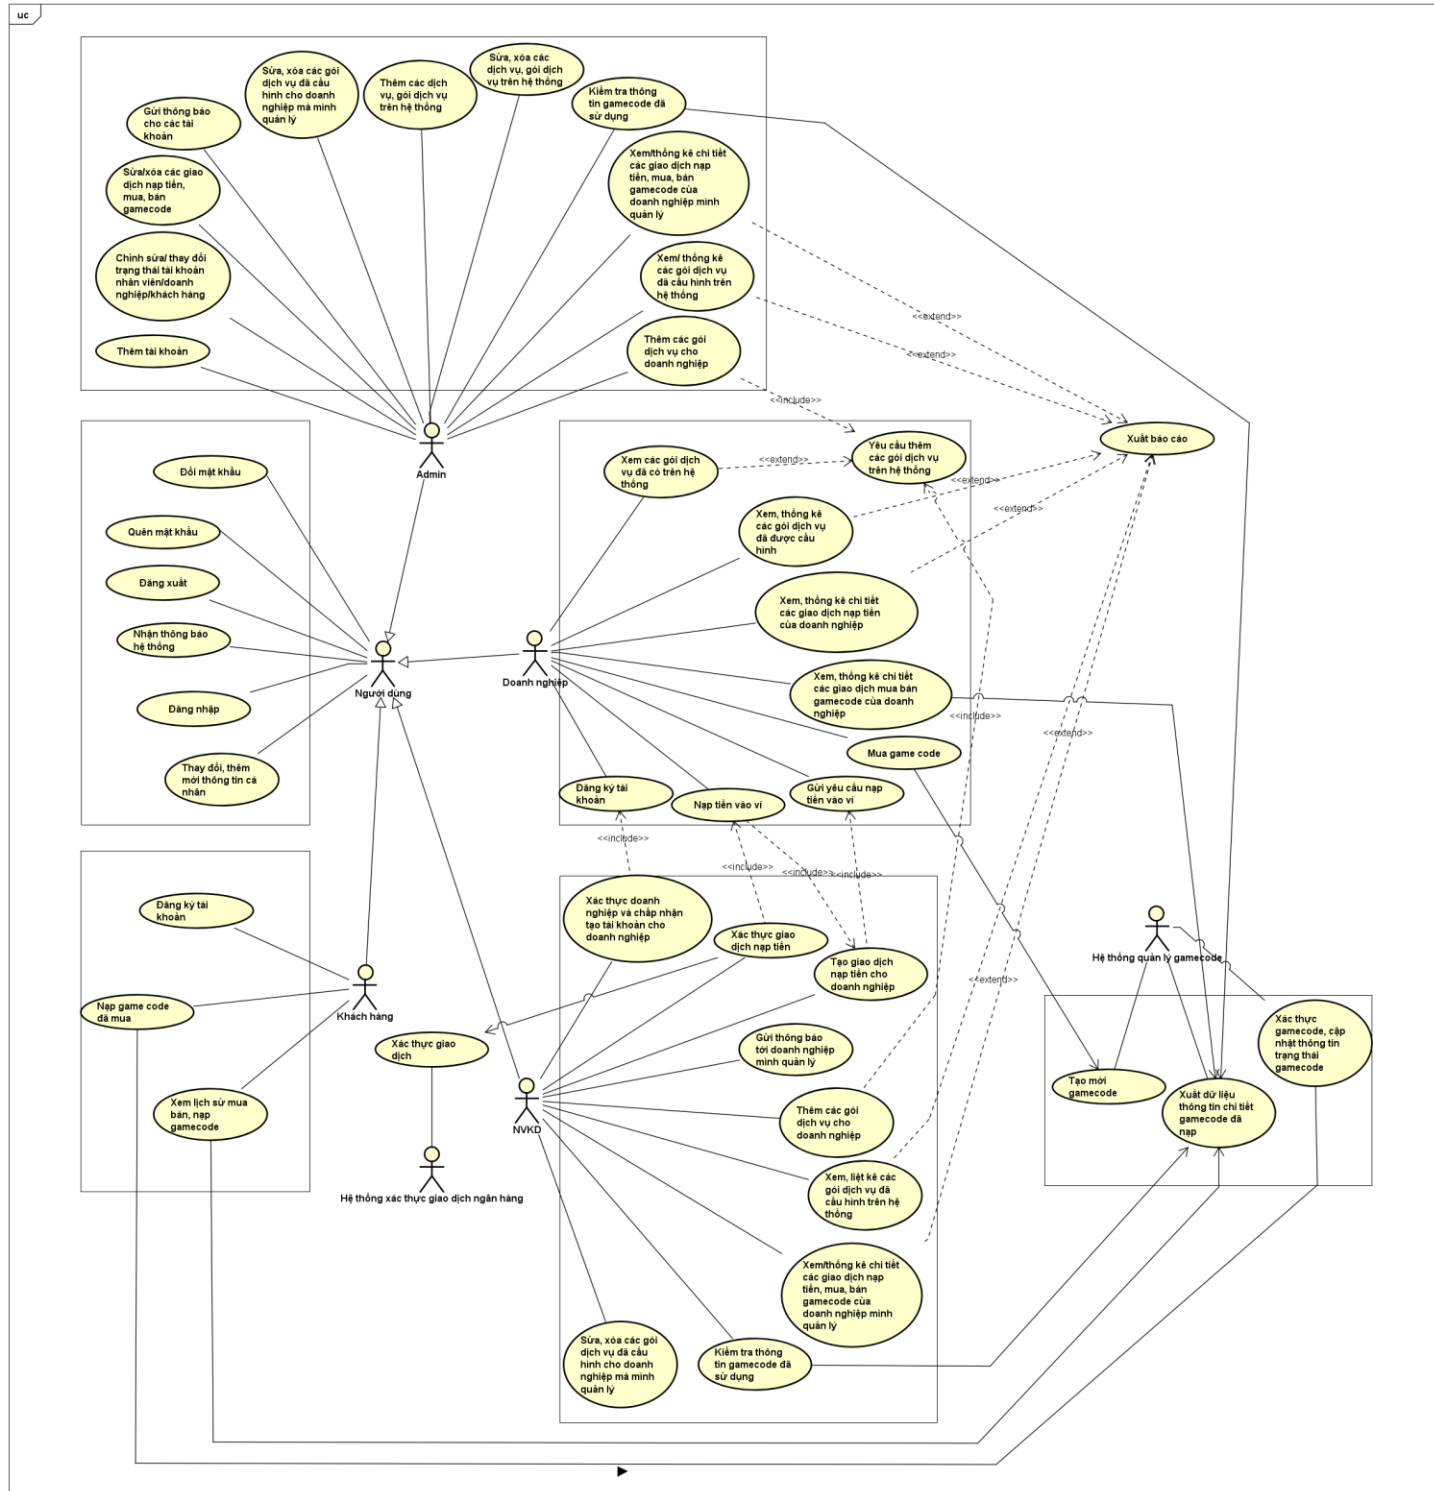 uc
Sửa, xóa các gói
dịch vụ đã cấu
hình cho doanh
nghiệp mà mình
quản lý
Thêm các dịch
vụ, gói dịch vụ
trên hệ thống
Sửa, xóa các
dịch vụ, gói dịch
vụ trên hệ thống
Kiểm tra thông
tin gamecode đã
sử dụng
Gửi thông báo
cho các tài
khoản
Xem/thống kê chi tiết
các giao dịch nạp
tiền, mua, bán
gamecode của
doanh nghiệp mình
quản lý
Sửa/xóa các giao
dịch nạp tiền,
mua, bán
gamecode
Chỉnh sửa/ thay đổi
trạng thái tài khoản
nhân viên/doanh
nghiệp/khách hàng
Xem/ thống kê
các gói dịch vụ
đã cấu hình trên
hệ thống
Thêm tài khoản
Thêm các gói
dịch vụ cho
doanh nghiệp
<<extend>>
<<extend>>
<<include>>
Admin
Xuất báo cáo
Đổi mật khẩu
Quên mật khẩu
Đăng xuất
Nhận thông báo
hệ thống
Đăng nhập
Thay đổi, thêm
mới thông tin cá
nhân
Người dùng
Xem các gói dịch
vụ đã có trên hệ
thống
<<extend>>
Yêu cầu thêm
các gói dịch vụ
trên hệ thống
<<extend>>
<<extend>>
Xem, thống kê
các gói dịch vụ
đã được cấu
hình
Xem, thống kê chi tiết
các giao dịch nạp tiền
của doanh nghiệp
Doanh nghiệp
Xem, thống kê chi tiết
các giao dịch mua bán
gamecode của doanh
nghiệp
<<include>>
<<extend>>
Mua game code
Đăng ký tài
khoản
Nạp tiền vào ví
Gửi yêu cầu nạp
tiền vào ví
<<include>>
<<include>>
<<include>>
<<include>>
Đăng ký tài
khoản
Nạp game code
đã mua
Khách hàng
Xem lịch sử mua
bán, nạp
gamecode
Xác thực doanh
nghiệp và chấp nhận
tạo tài khoản cho
doanh nghiệp
Xác thực giao
dịch nạp tiền
Tạo giao dịch
nạp tiền cho
doanh nghiệp
<<extend>>
Hệ thống quản lý gamecode
Xác thực giao
dịch
Gửi thông báo
tới doanh nghiệp
mình quản lý
NVKD
Hệ thống xác thực giao dịch ngân hàng
Thêm các gói
dịch vụ cho
doanh nghiệp
Xem, liệt kê các
gói dịch vụ đã
cấu hình trên hệ
thống
Xem/thống kê chi tiết
các giao dịch nạp
tiền, mua, bán
gamecode của
doanh nghiệp mình
quản lý
Sửa, xóa các gói
dịch vụ đã cấu
hình cho doanh
nghiệp mà mình
quản lý
Kiểm tra thông
tin gamecode đã
sử dụng
Xác thực
gamecode, cập
nhật thông tin
trạng thái
gamecode
Tạo mới
gamecode
Xuất dữ liệu
thông tin chi tiết
gamecode đã
nạp